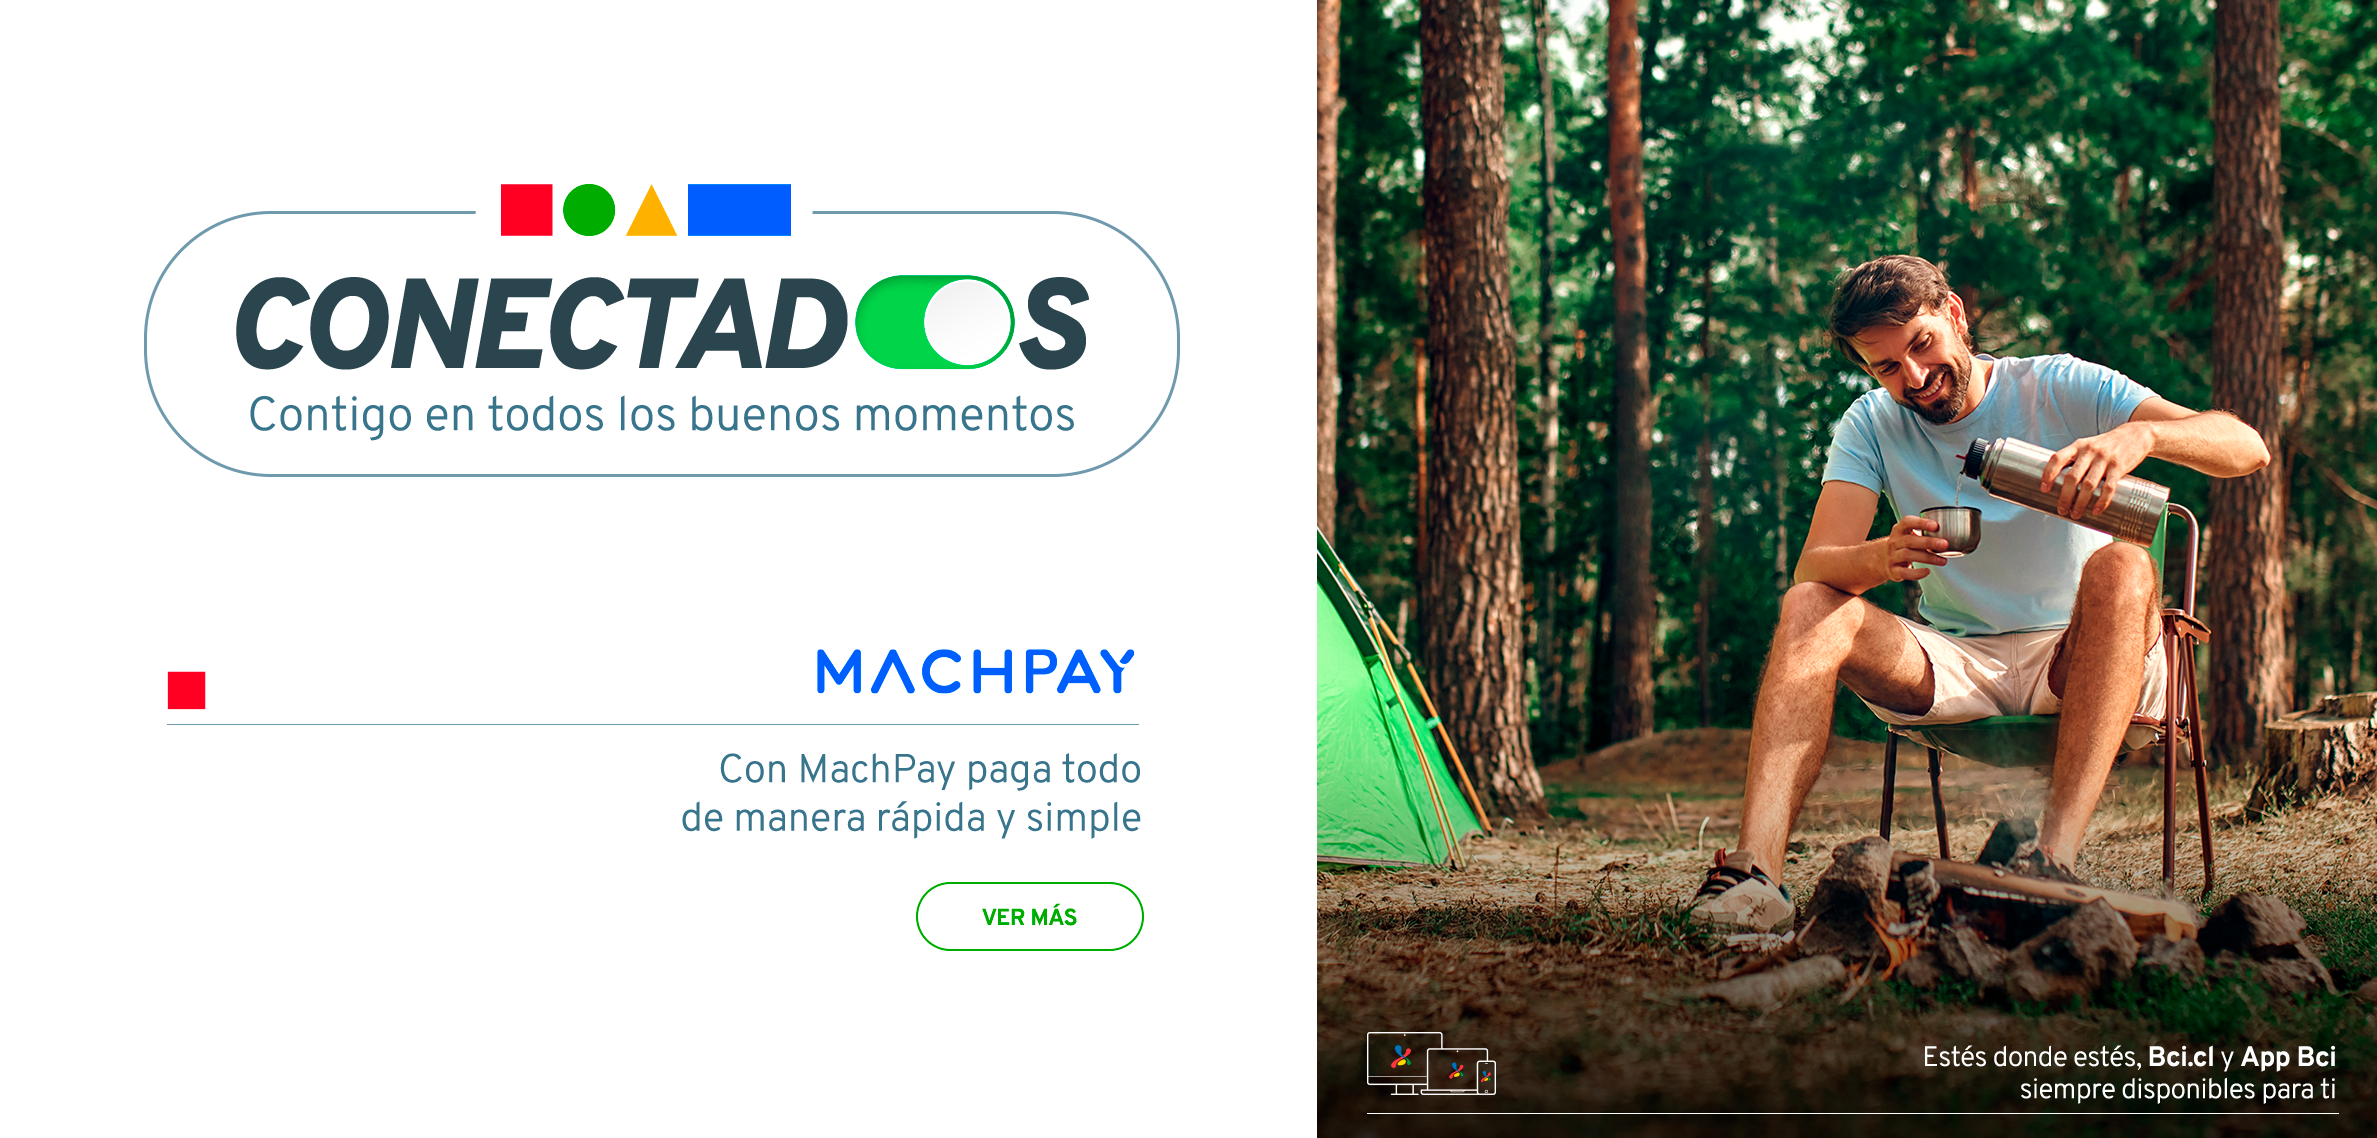 CONECTADOS
Contigo en todos los buenos momentos
MACHPAY
Con MachPay paga todo
de manera rápida y simple
VER MÁS
Estés donde estés, Bci.cl y App Bci
siempre disponibles para ti